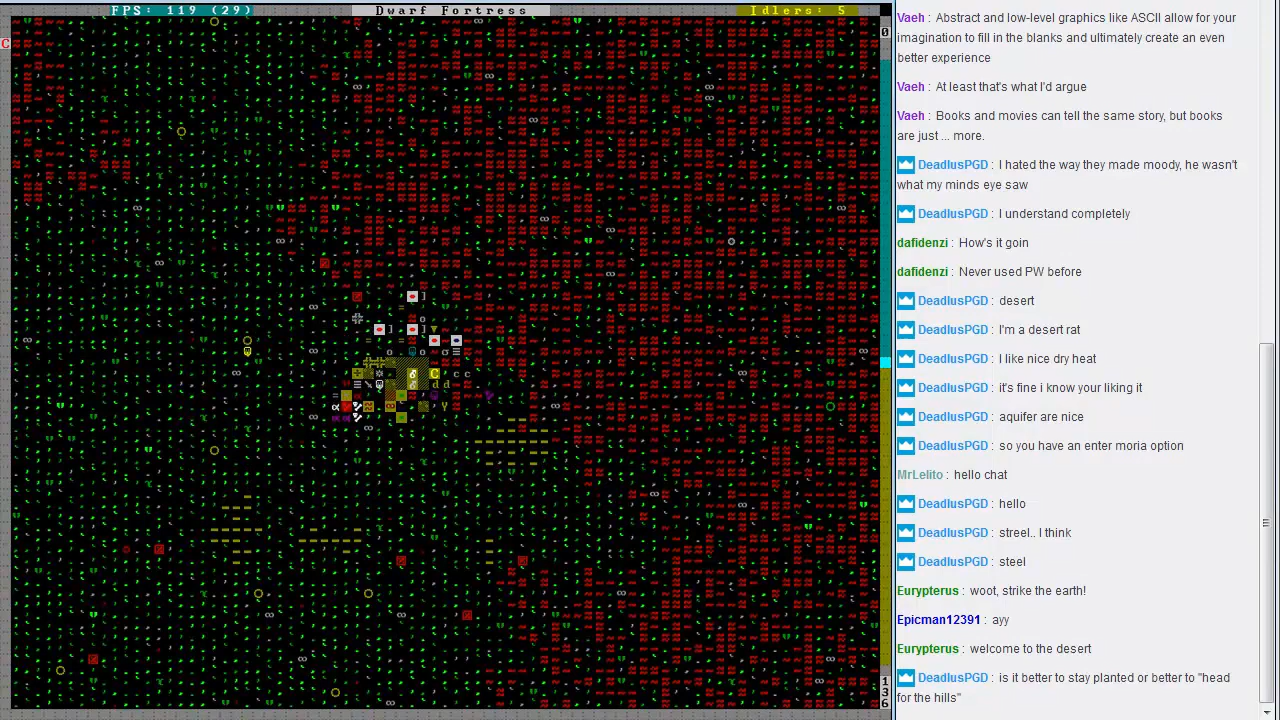 FPS: 119 (29)
Dwarf Fortress
Idlers: 5
Vaeh : Abstract and low-res graphics and ASCII allow for your
imagination to fill in the blanks and ultimately create an even
better experience
Vaeh : At least that's what I'd argue
Vaeh : Books and movies can tell the same story, but books
are just... more
DeadlusPGD : I hated the way they made moody, he wasn't
what my minds eye saw
DeadlusPGD : I understand completely
dafidenzi : How's it goin
dafidenzi : Never used PW before
DeadlusPGD : desert
DeadlusPGD : I'm a desert rat
DeadlusPGD : I like nice dry heat
DeadlusPGD : it's fine i know your liking it
DeadlusPGD : aquifer are nice
DeadlusPGD : so you have an enter moria option
MrLelito : hello chat
DeadlusPGD : hello
DeadlusPGD : streal.. i think
DeadlusPGD : steal
Eurypterus : woot, strike the earth!
Epicman12391 : ayy
Eurypterus : welcome to the desert
DeadlusPGD : is it better to stay planted or better to "head
for the hills"